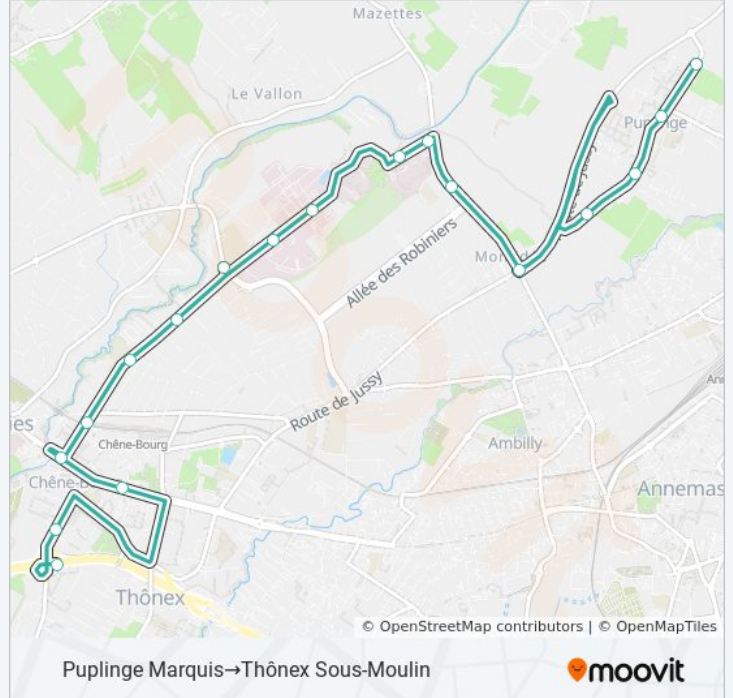 Mazettes
Le Vallon
Allée des Robiniers
Route de Jussy
Chêne-Bourg
Ambilly
Annemas
Thônex
© OpenStreetMap contributors | © OpenMapTiles
Puplinge Marquis→Thônex Sous-Moulin
moovit